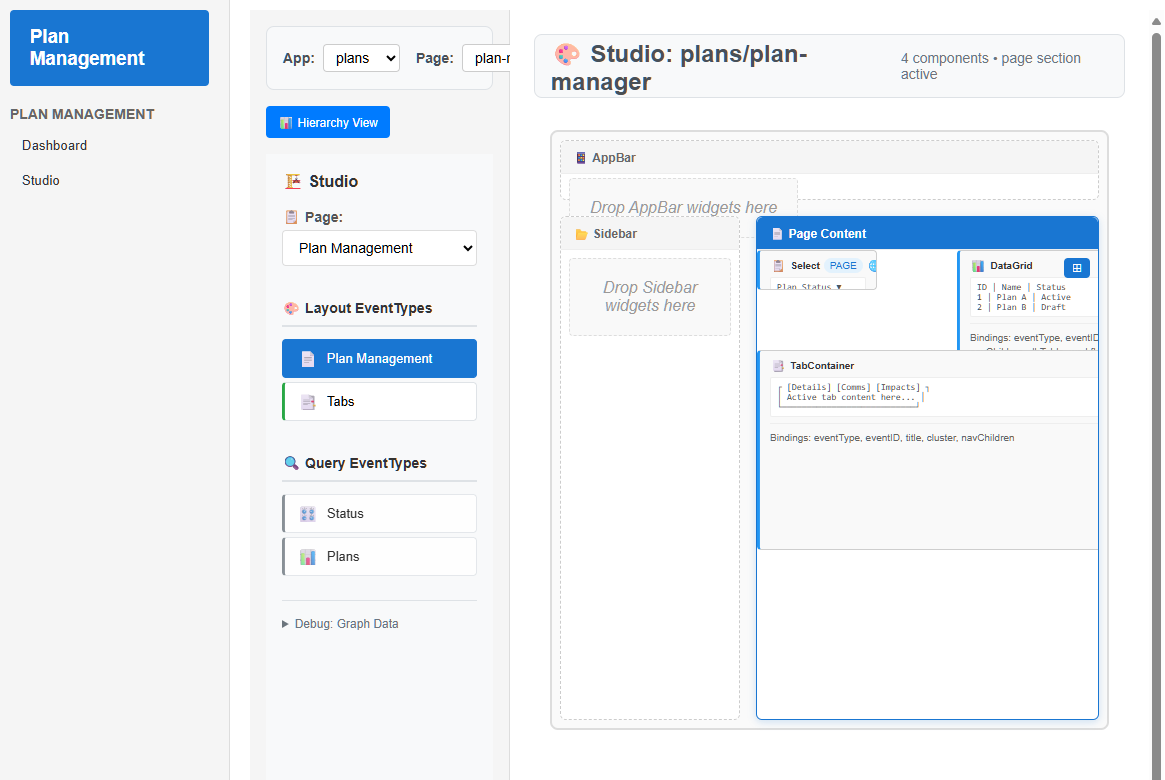 Plan
Management
PLAN MANAGEMENT
Dashboard
Studio
App: plans Page:
Hierarchy View
Studio
Page:
Plan Management
Layout EventTypes
Plan Management
Tabs
Query EventTypes
Status
Plans
Debug: Graph Data
Studio: plans/plan-
manager
4 components • page section
active
AppBar
Drop AppBar widgets here
Sidebar
Drop Sidebar
widgets here
Page Content
Select PAGE
Plan Status ▼
DataGrid
ID | Name | Status
1 | Plan A | Active
2 | Plan B | Draft
Bindings: eventType, eventID
TabContainer
[Details] [Comms] [Impacts]
Active tab content here...
Bindings: eventType, eventID, title, cluster, navChildren